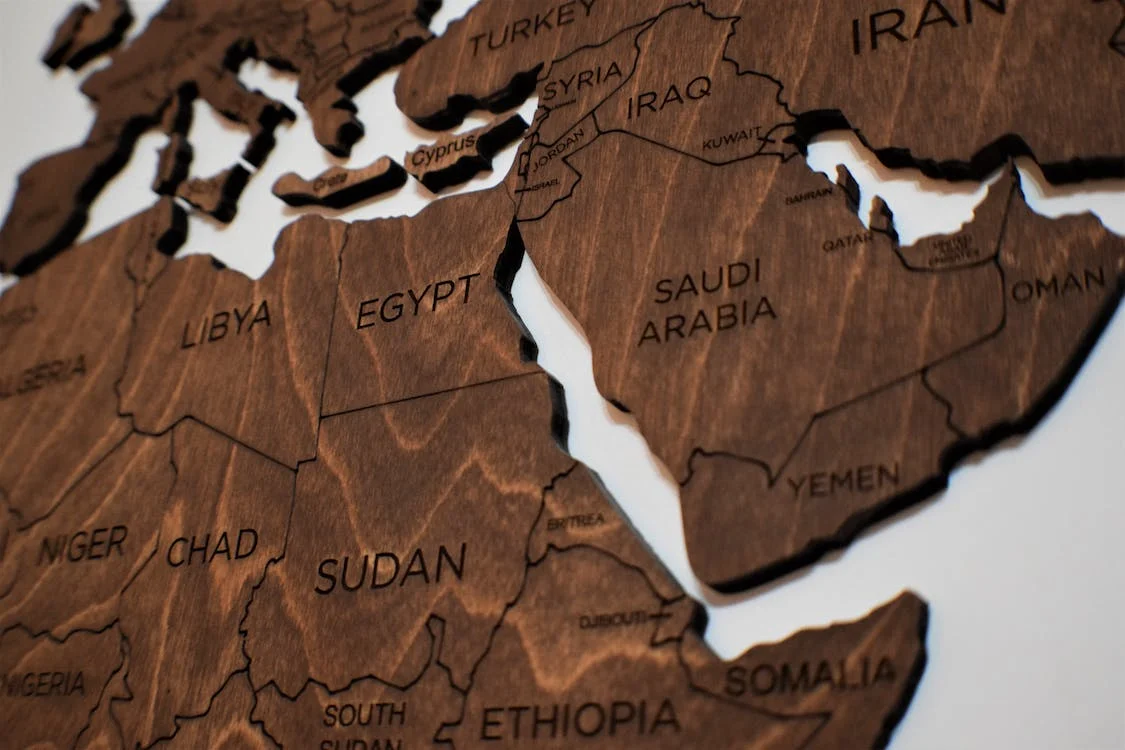 TURKEY
IRAN
SYRIA
IRAQ
Cyprus
JORDAN
KUWAIT
Crete
ISRAEL
BAHRAIN
QATAR
UNITED
ARAB
EMIRATES
SAUDI
ARABIA
OMAN
EGYPT
LIBYA
ALGERIA
YEMEN
ERITREA
NIGER
CHAD
SUDAN
DJIBOUTI
NIGERIA
SOMALIA
SOUTH
SUDAN
ETHIOPIA